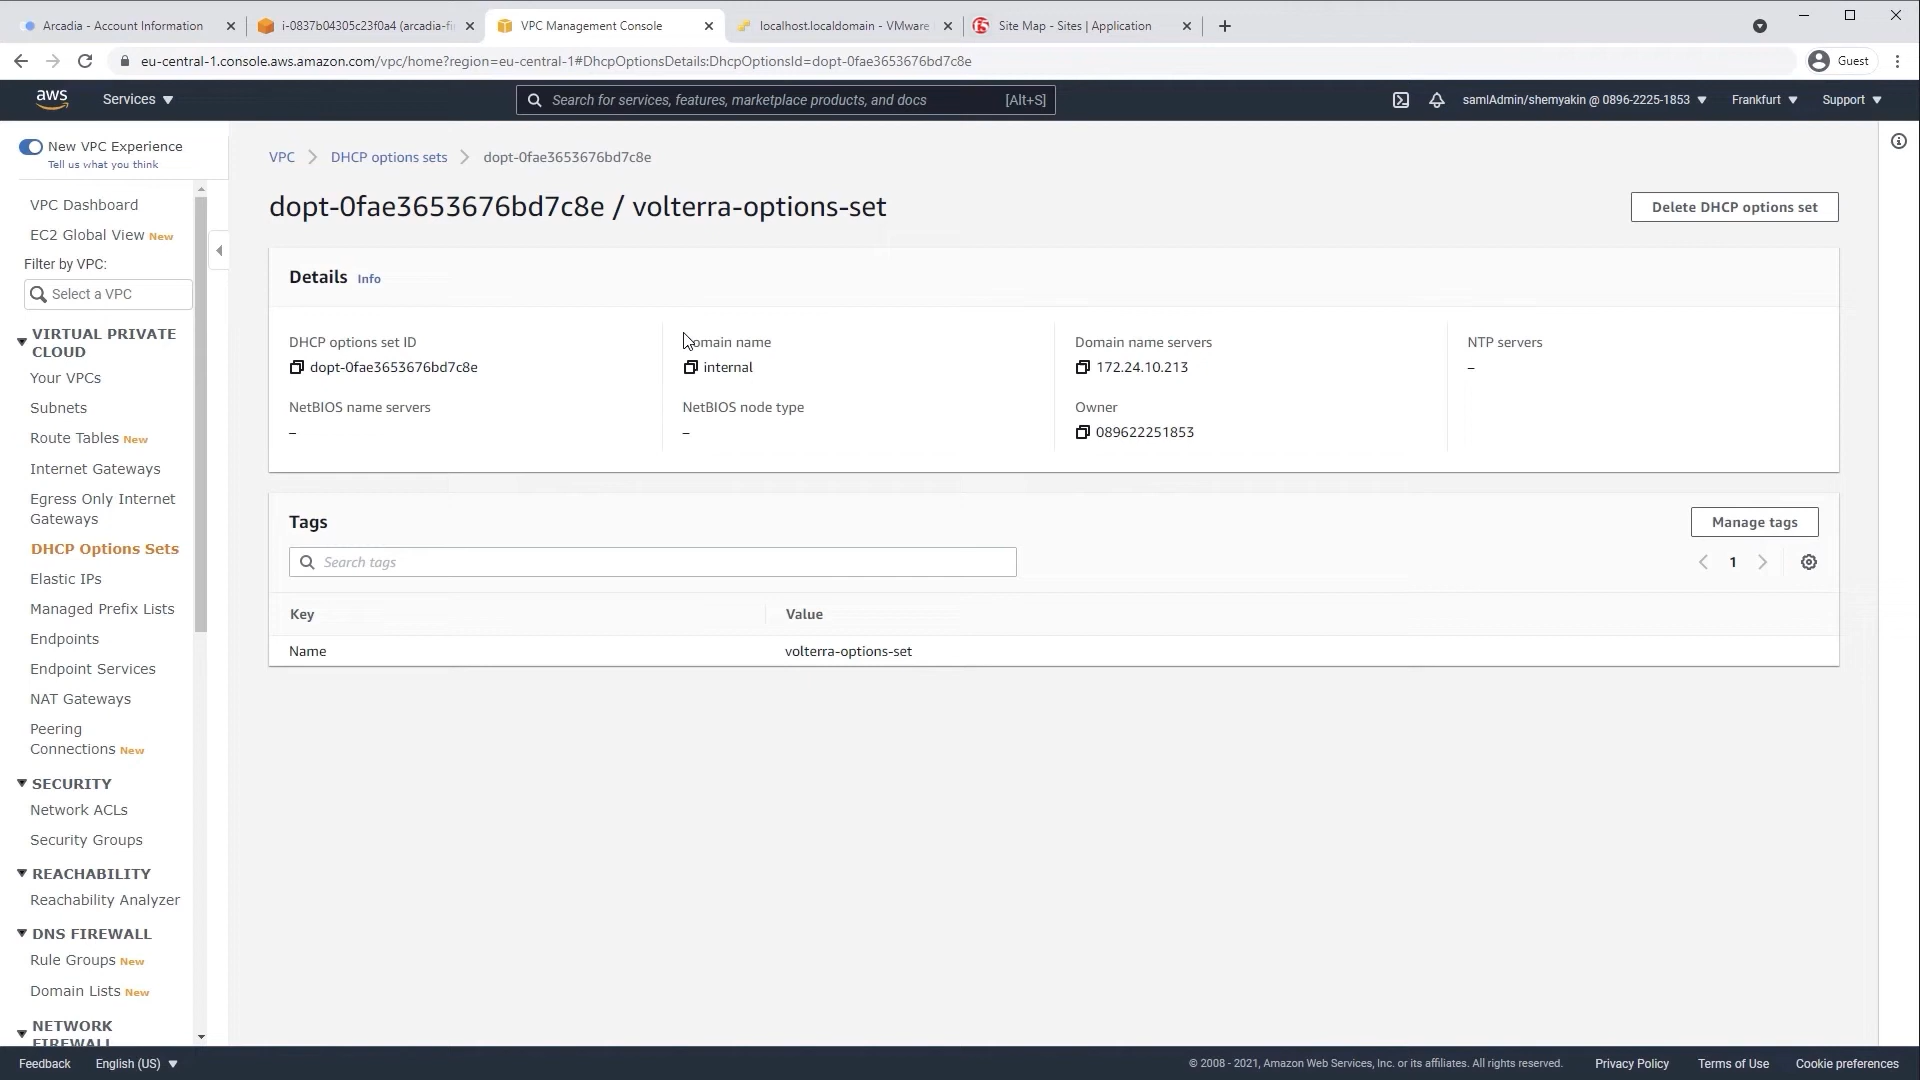 Arcadia - Account Information
i-0837b04305c23f0a4 (arcadia-fi
VPC Management Console
localhost.localdomain - VMware
Site Map - Sites | Application
eu-central-1.console.aws.amazon.com/vpc/home?region=eu-central-1#DhcpOptionsDetails:DhcpOptionsId=dopt-0fae3653676bd7c8e
Guest
aws
Services
Search for services, features, marketplace products, and docs
[Alt+S]
samlAdmin/shemyakin @ 0896-2225-1853
Frankfurt
Support
New VPC Experience
Tell us what you think
VPC Dashboard
EC2 Global View New
Filter by VPC:
Select a VPC
VIRTUAL PRIVATE
CLOUD
Your VPCs
Subnets
Route Tables New
Internet Gateways
Egress Only Internet
Gateways
DHCP Options Sets
Elastic IPs
Managed Prefix Lists
Endpoints
Endpoint Services
NAT Gateways
Peering
Connections New
SECURITY
Network ACLs
Security Groups
REACHABILITY
Reachability Analyzer
DNS FIREWALL
Rule Groups New
Domain Lists New
NETWORK
FIREWALL
VPC
DHCP options sets
dopt-0fae3653676bd7c8e
dopt-0fae3653676bd7c8e / volterra-options-set
Delete DHCP options set
Details Info
DHCP options set ID
dopt-0fae3653676bd7c8e
Domain name
internal
Domain name servers
172.24.10.213
NTP servers
–
NetBIOS name servers
–
NetBIOS node type
–
Owner
089622251853
Tags
Manage tags
Search tags
1
Key
Value
Name
volterra-options-set
Feedback
English (US)
© 2008 - 2021, Amazon Web Services, Inc. or its affiliates. All rights reserved.
Privacy Policy
Terms of Use
Cookie preferences